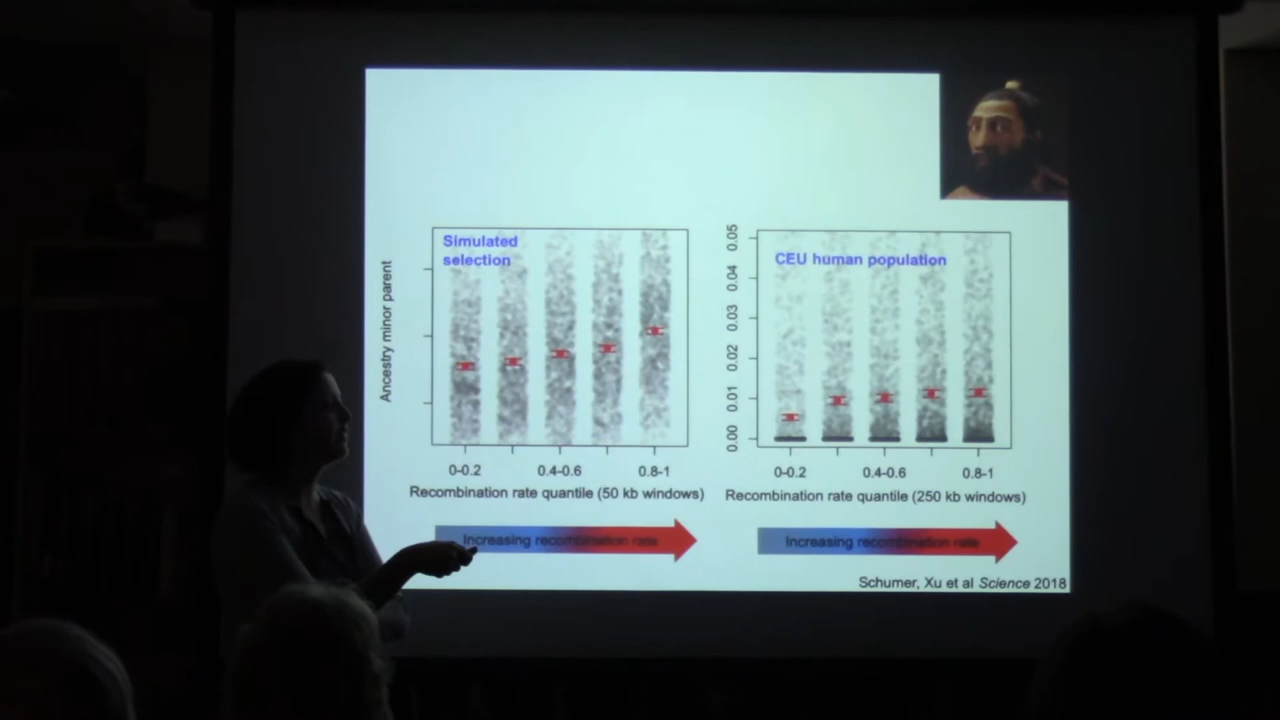 Simulated
selection
Ancestry minor parent
0-0.2
0.4-0.6
0.8-1
Recombination rate quantile (50 kb windows)
Increasing recombination rate
CEU human population
0.05
0.04
0.03
0.02
0.01
0.00
0-0.2
0.4-0.6
0.8-1
Recombination rate quantile (250 kb windows)
Increasing recombination rate
Schumer, Xu et al Science 2018